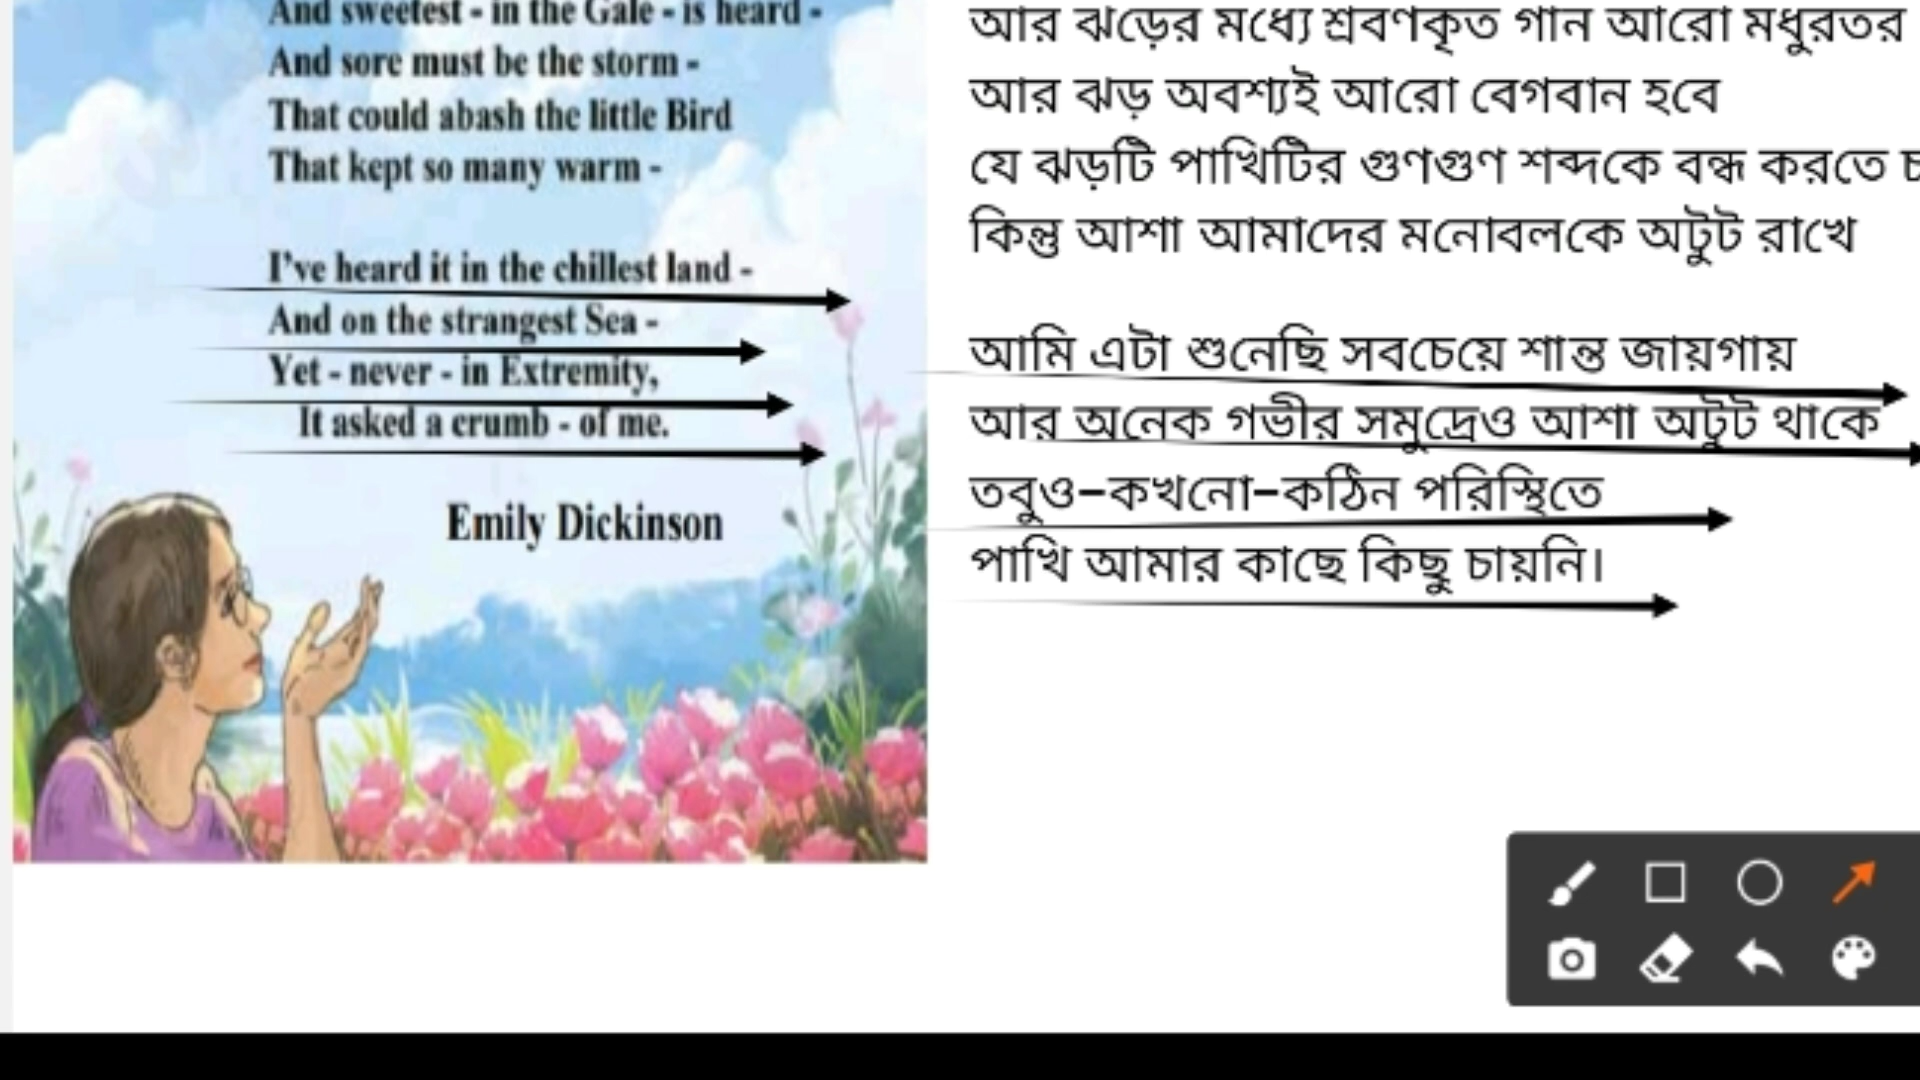 And sweetest - in the Gale - is heard -
And sore must be the storm -
That could abash the little Bird
That kept so many warm -
I've heard it in the chillest land -
And on the strangest Sea -
Yet - never - in Extremity,
It asked a crumb - of me.
Emily Dickinson
আর ঝড়ের মধ্যে শ্রবণকৃত গান আরো মধুরতর
আর ঝড় অবশ্যই আরো বেগবান হবে
যে ঝড়টি পাখিটির গুণগুণ শব্দকে বন্ধ করতে
কিন্তু আশা আমাদের মনোবলকে অটুট রাখে
আমি এটা শুনেছি সবচেয়ে শান্ত জায়গায়
আর অনেক গভীর সমুদ্রেও আশা অটুট থাকে
তবুও–কখনো–কঠিন পরিস্থিতে
পাখি আমার কাছে কিছু চায়নি।